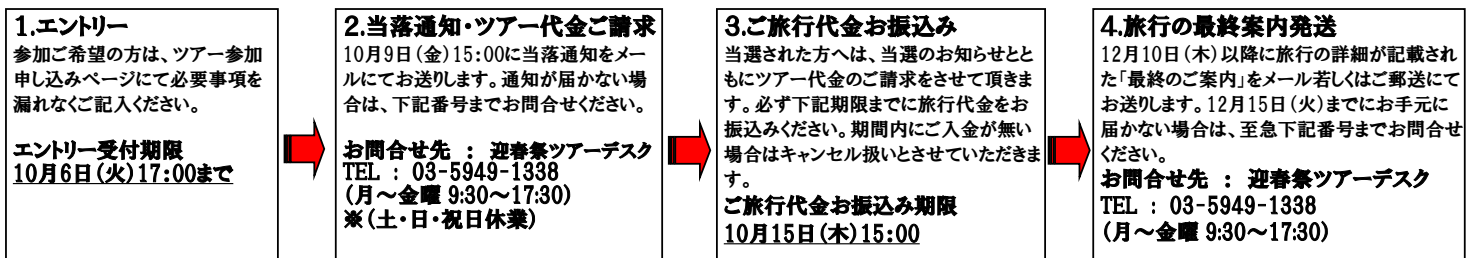 1.エントリー
参加ご希望の方は、ツアー参加
申し込みページにて必要事項を
漏れなくご記入ください。
エントリー受付期限
10月6日(火)17:00まで
2.当落通知・ツアー代金ご請求
10月9日(金)15:00に当落通知をメー
ルにてお送りします。通知が届かない場
合は、下記番号までお問合せください。
お問合せ先 : 迎春祭ツアーデスク
TEL : 03-5949-1338
(月~金曜 9:30~17:30)
※(土・日・祝日休業)
3.ご旅行代金お振込み
当選された方へは、当選のお知らせとと
もにツアー代金のご請求をさせて頂きま
す。必ず下記期限までに旅行代金をお
振込みください。期間内にご入金が無い
場合はキャンセル扱いとさせていただきま
す。
ご旅行代金お振込み期限
10月15日(木)15:00
4.旅行の最終案内発送
12月10日(木)以降に旅行の詳細が記載され
た「最終のご案内」をメール若しくはご郵送にて
お送りします。12月15日(火)までにお手元に
届かない場合は、至急下記番号までお問合せ
ください。
お問合せ先 : 迎春祭ツアーデスク
TEL : 03-5949-1338
(月~金曜 9:30~17:30)